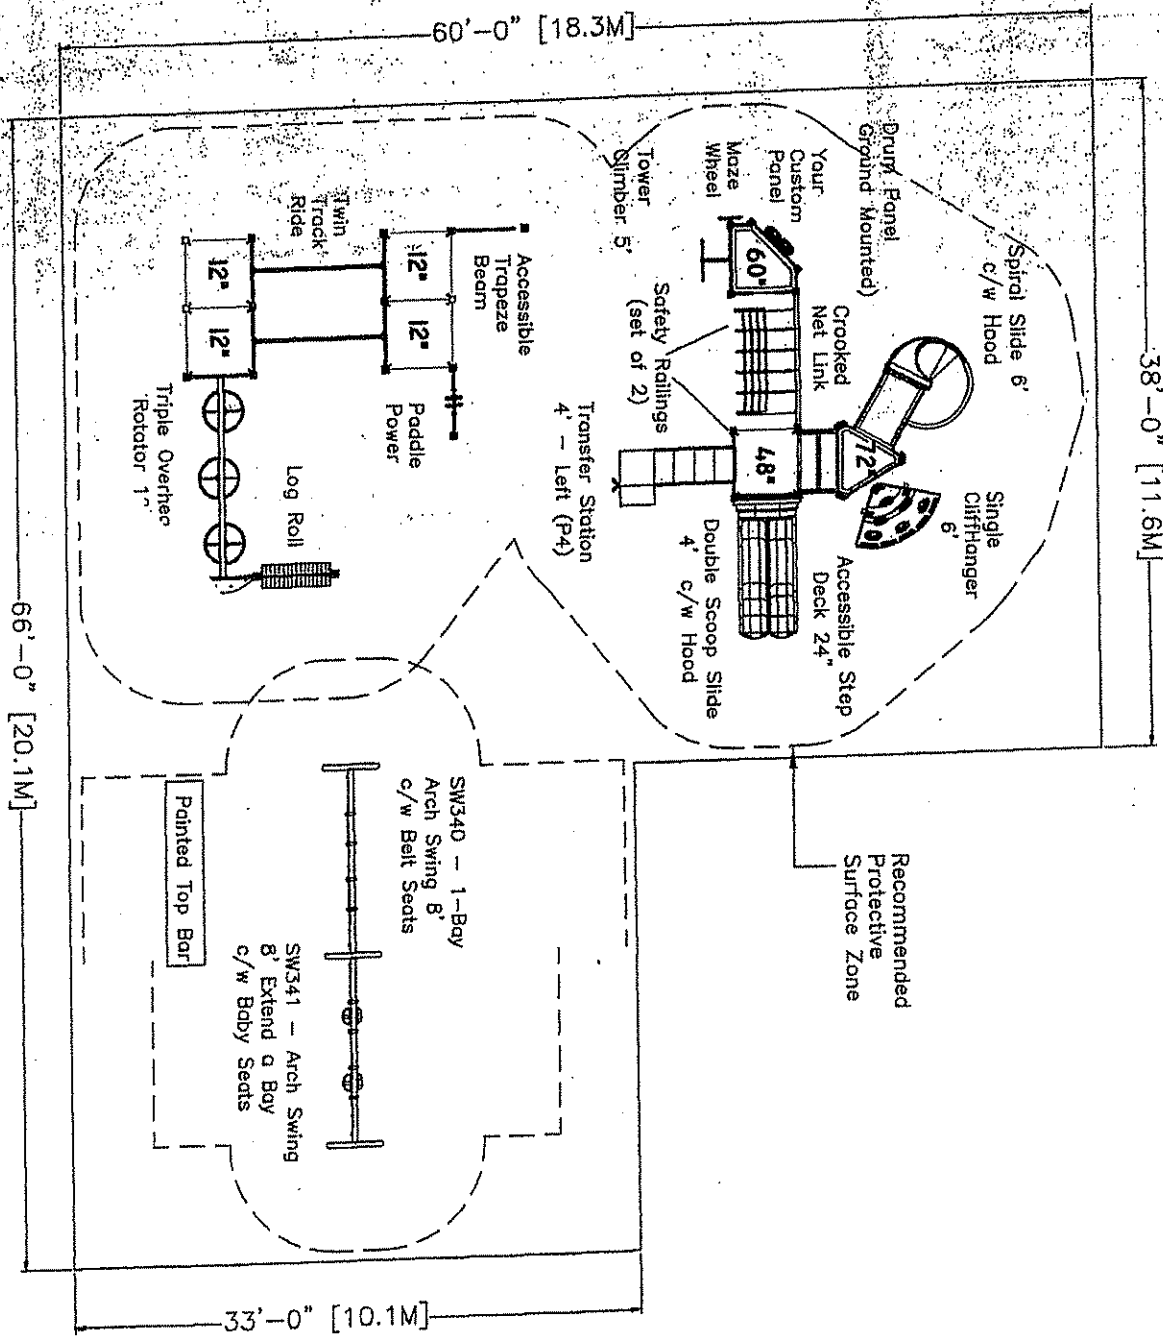 60'-0" [18.3M]
38'-0" [11.6M]
66'-0" [20.1M]
33'-0" [10.1M]
Drum Panel
Ground Mounted)
Your
Custom
Panel
Maze
Wheel
Tower
Climber 5'
Spiral Slide 6'
c/w Hood
Crooked
Net Link
Safety Railings
(set of 2)
Single
CliffHanger
6'
Accessible Step
Deck 24"
Double Scoop Slide
4' c/w Hood
Transfer Station
4' - Left (P4)
60"
48"
72"
Twin
Track
Ride
Accessible
Trapeze
Beam
12"
12"
12"
12"
Paddle
Power
Triple Overhec
Rotator 1'
Log Roll
Recommended
Protective
Surface Zone
SW340 - 1-Bay
Arch Swing 8'
c/w Belt Seats
SW341 - Arch Swing
8' Extend a Bay
c/w Baby Seats
Painted Top Bar